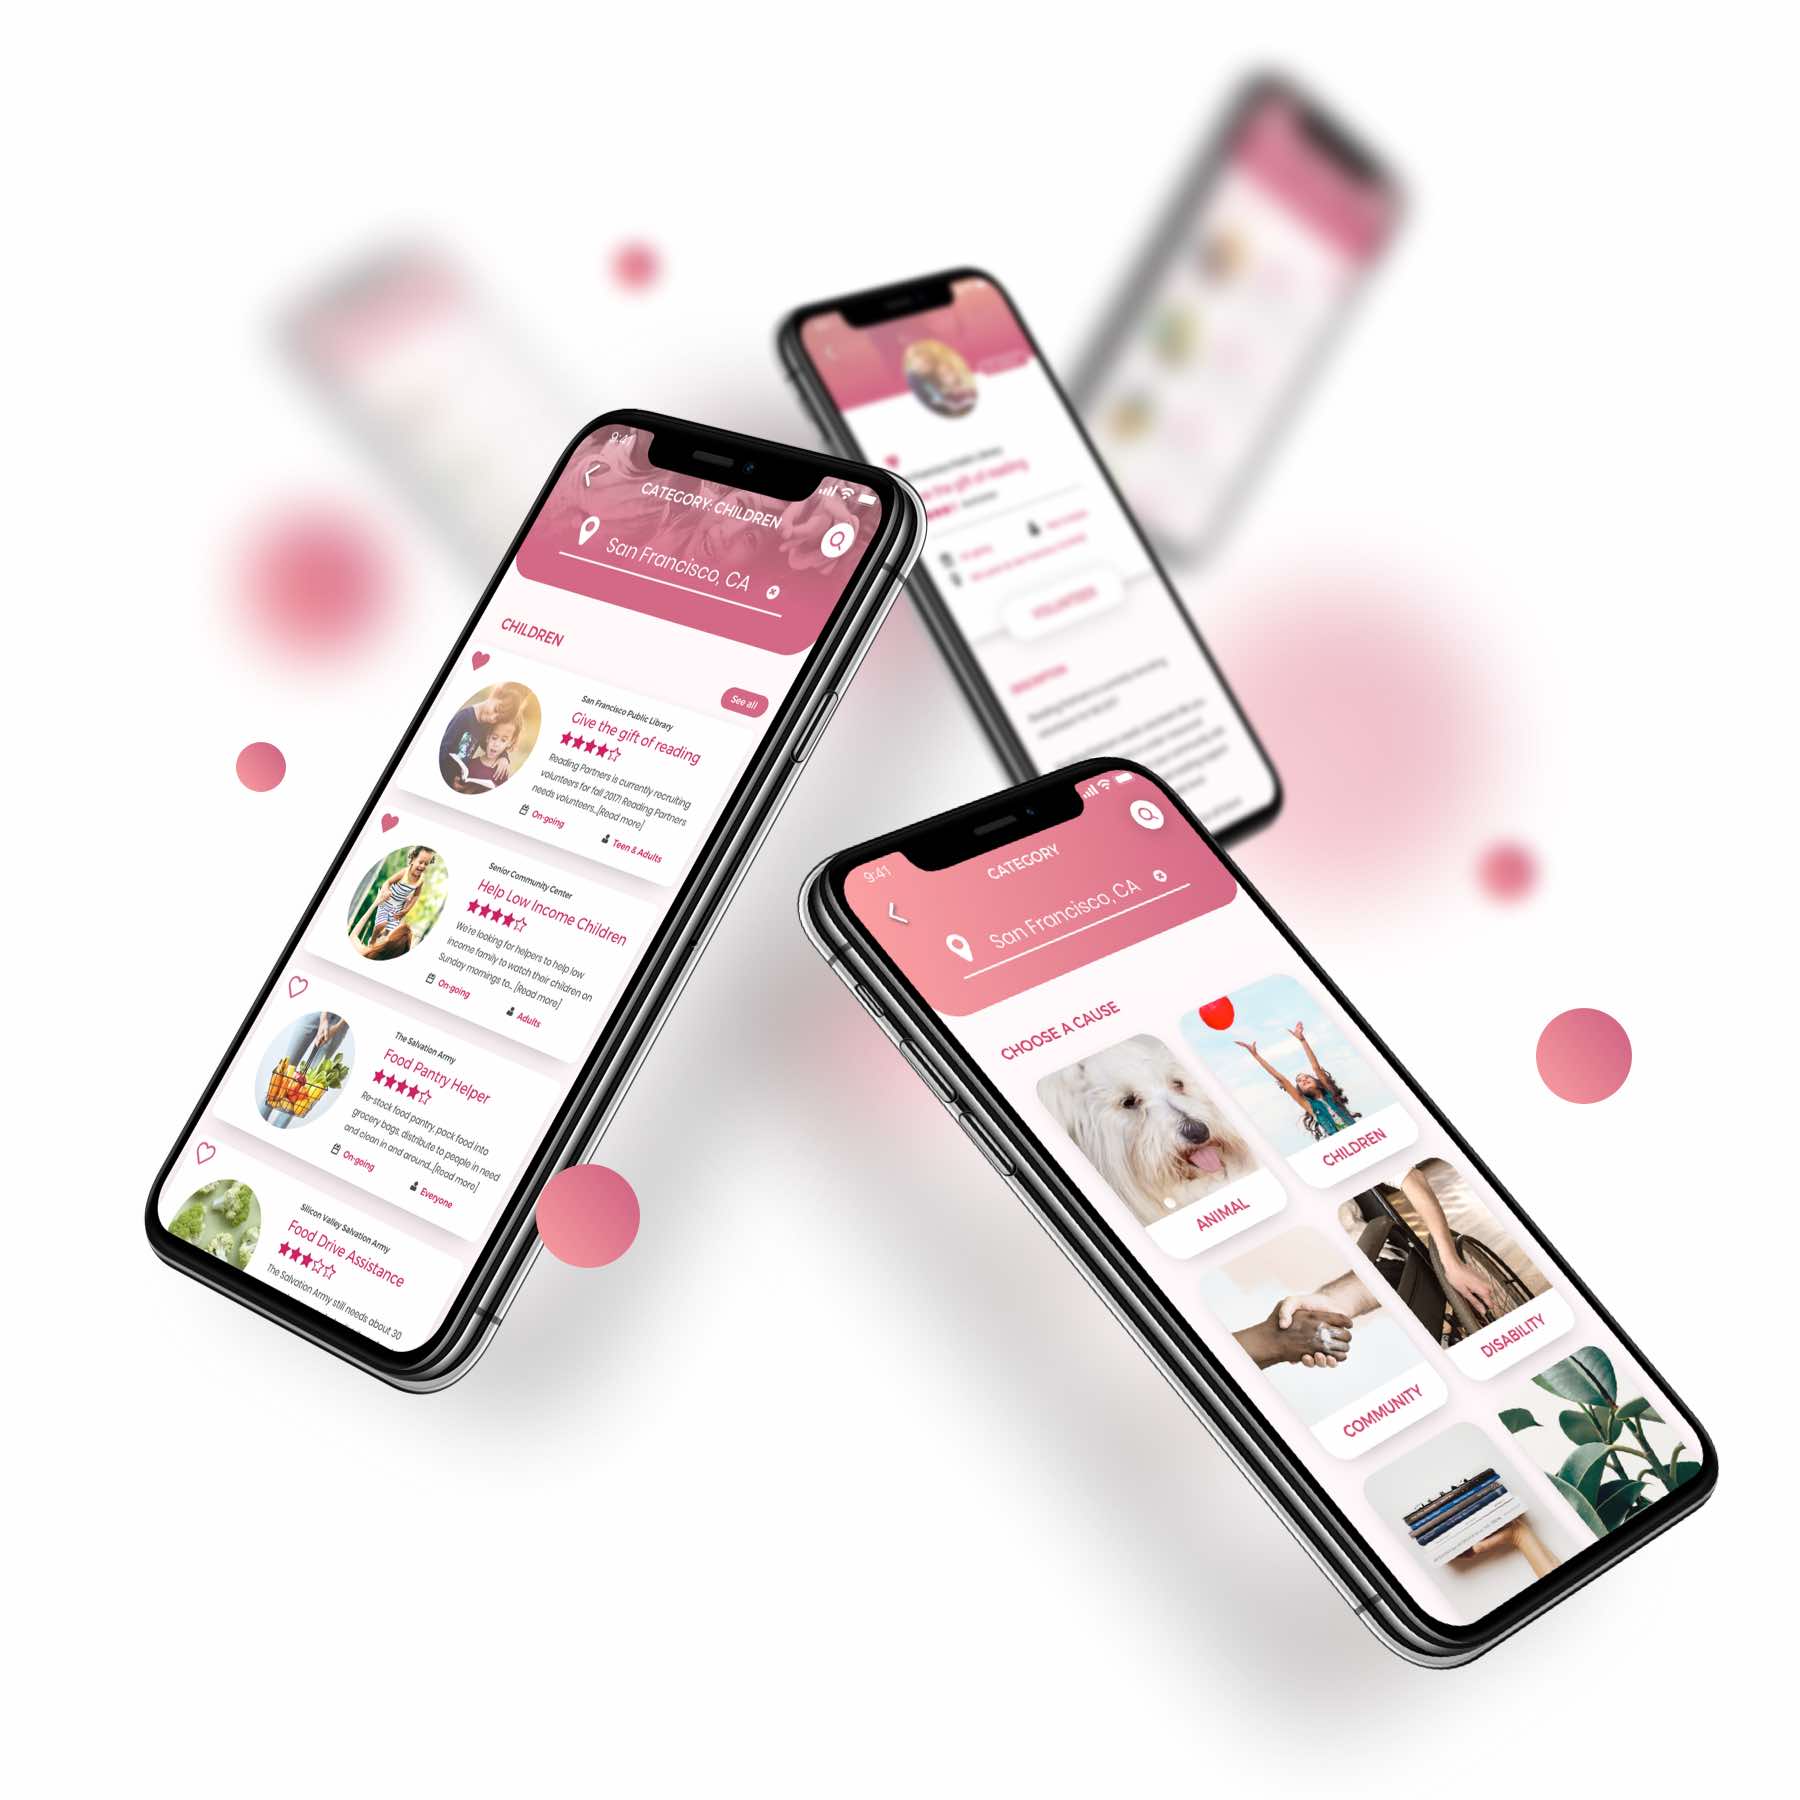 9:41
CATEGORY: CHILDREN
San Francisco, CA
CHILDREN
See all
San Francisco Public Library
Give the gift of reading
Reading Partners is currently recruiting
volunteers for fall 2017! Reading Partners
needs volunteers...[Read more]
On-going
Teen & Adults
Senior Community Center
Help Low Income Children
We're looking for helpers to help low
income family to watch their children on
Sunday mornings to... [Read more]
On-going
Adults
The Salvation Army
Food Pantry Helper
Re-stock food pantry, pack food into
grocery bags, distribute to people in need
and clean in and around...[Read more]
On-going
Everyone
Silicon Valley Salvation Army
Food Drive Assistance
The Salvation Army still needs about 30
the gift of reading
VOLUNTEER
DESCRIPTION
9:41
CATEGORY
San Francisco, CA
CHOOSE A CAUSE
ANIMAL
CHILDREN
COMMUNITY
DISABILITY